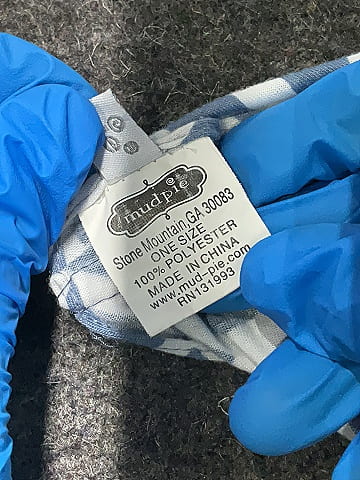 mud pie
Stone Mountain, GA 30083
ONE SIZE
100% POLYESTER
MADE IN CHINA
www.mud-pie.com
RN131993